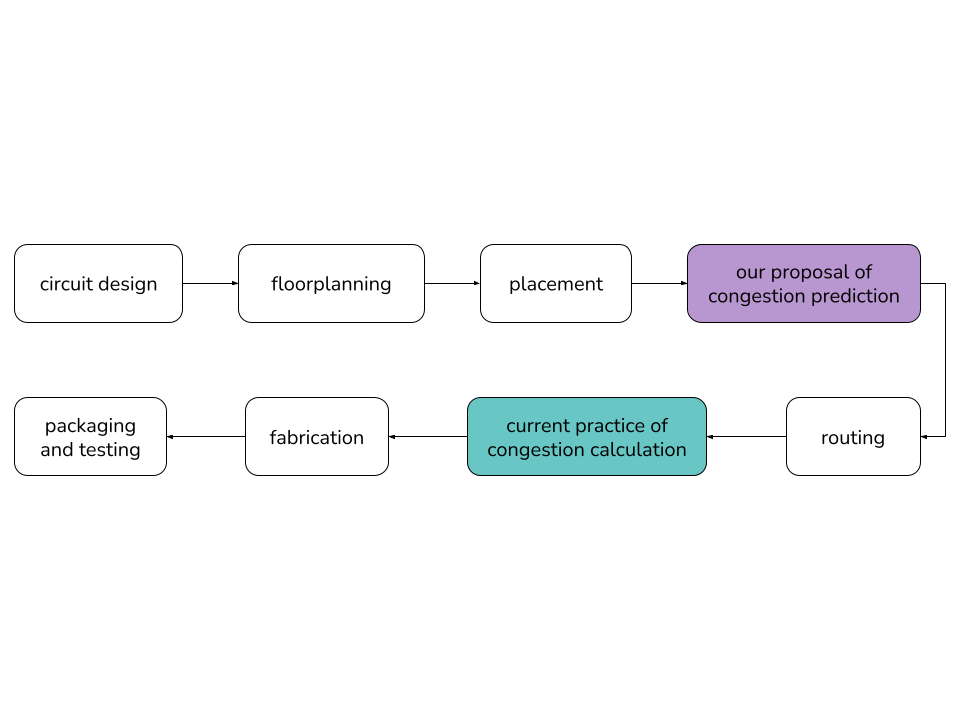 circuit design
floorplanning
placement
our proposal of
congestion prediction
packaging
and testing
fabrication
current practice of
congestion calculation
routing